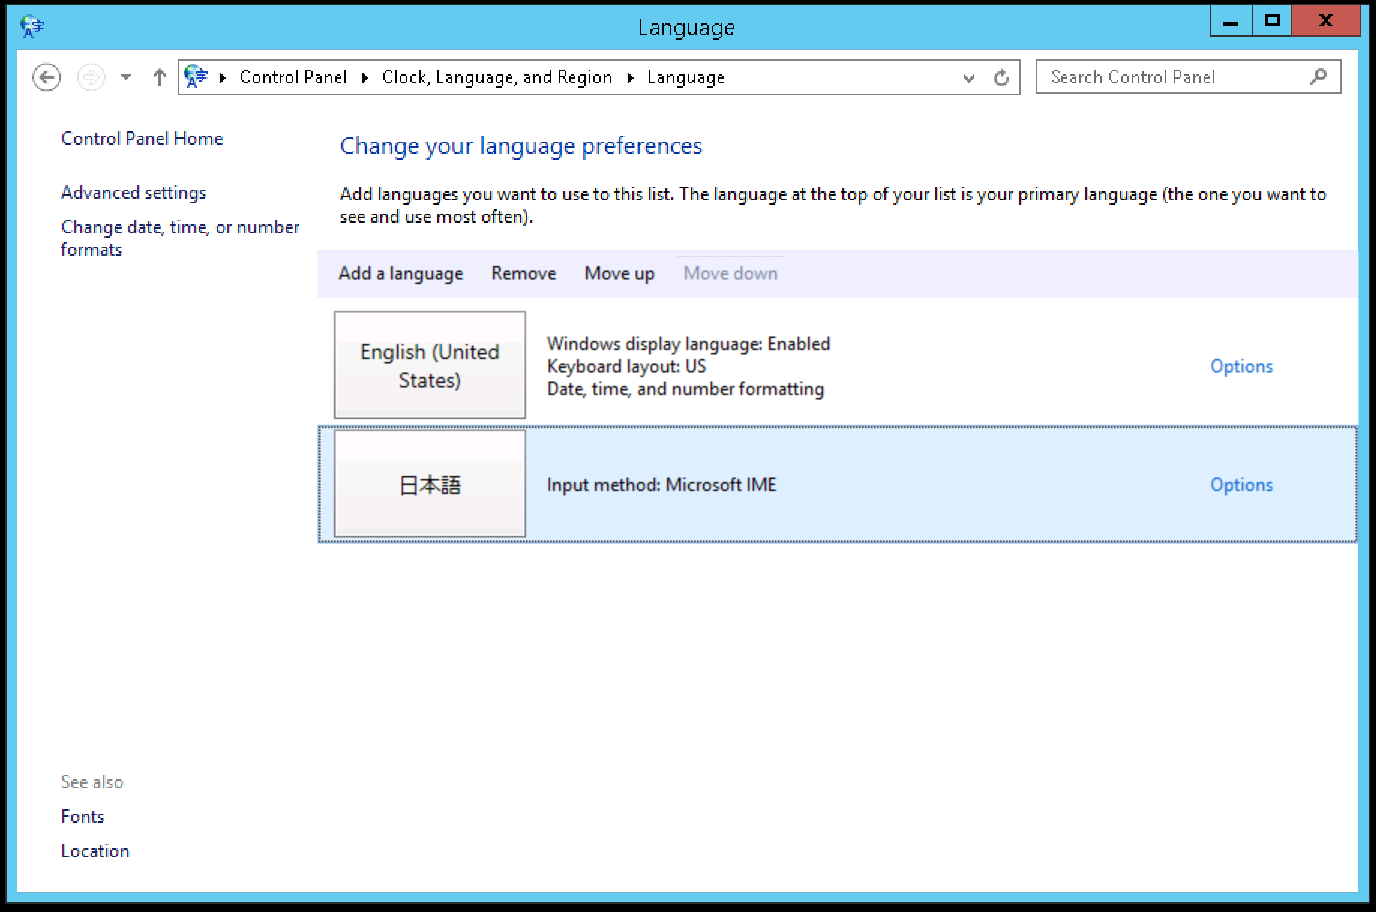 Language
Control Panel Clock, Language, and Region Language
Search Control Panel
Control Panel Home
Advanced settings
Change date, time, or number
formats
Change your language preferences
Add languages you want to use to this list. The language at the top of your list is your primary language (the one you want to
see and use most often).
Add a language Remove Move up Move down
English (United
States)
Windows display language: Enabled
Keyboard layout: US
Date, time, and number formatting
Options
日本語
Input method: Microsoft IME
Options
See also
Fonts
Location